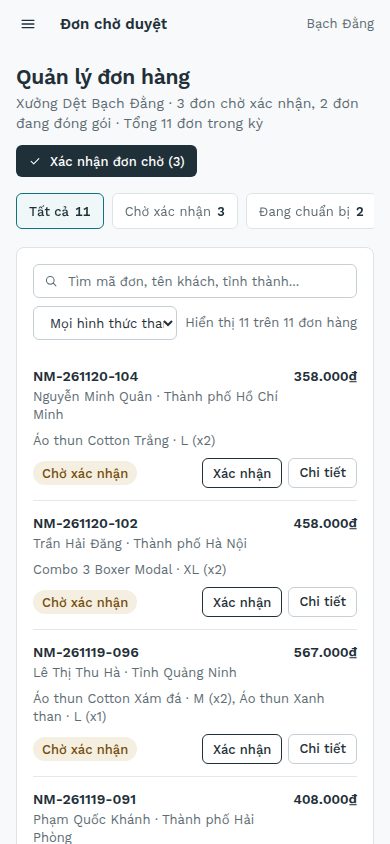 Đơn chờ duyệt
Bạch Đằng
Quản lý đơn hàng
Xưởng Dệt Bạch Đằng · 3 đơn chờ xác nhận, 2 đơn
đang đóng gói · Tổng 11 đơn trong kỳ
Xác nhận đơn chờ (3)
Tất cả 11
Chờ xác nhận 3
Đang chuẩn bị 2
Tìm mã đơn, tên khách, tỉnh thành...
Mọi hình thức tha
Hiển thị 11 trên 11 đơn hàng
NM-261120-104
358.000₫
Nguyễn Minh Quân · Thành phố Hồ Chí
Minh
Áo thun Cotton Trắng · L (x2)
Chờ xác nhận
Xác nhận
Chi tiết
NM-261120-102
458.000₫
Trần Hải Đăng · Thành phố Hà Nội
Combo 3 Boxer Modal · XL (x2)
Chờ xác nhận
Xác nhận
Chi tiết
NM-261119-096
567.000₫
Lê Thị Thu Hà · Tỉnh Quảng Ninh
Áo thun Cotton Xám đá · M (x2), Áo thun Xanh
than · L (x1)
Chờ xác nhận
Xác nhận
Chi tiết
NM-261119-091
408.000₫
Phạm Quốc Khánh · Thành phố Hải
Phòng